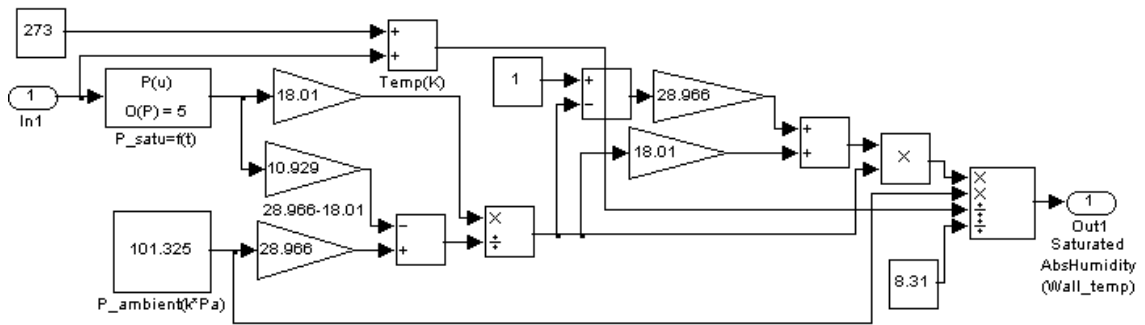 273
+
+
Temp(K)
1
In1
P(u)
O(P) = 5
P_satu=f(t)
18.01
10.929
28.966-18.01
101.325
P_ambient(k*Pa)
28.966
−
+
×
÷
1
+
−
28.966
18.01
+
+
×
×
×
÷
÷
8.31
1
Out1
Saturated
AbsHumidity
(Wall_temp)